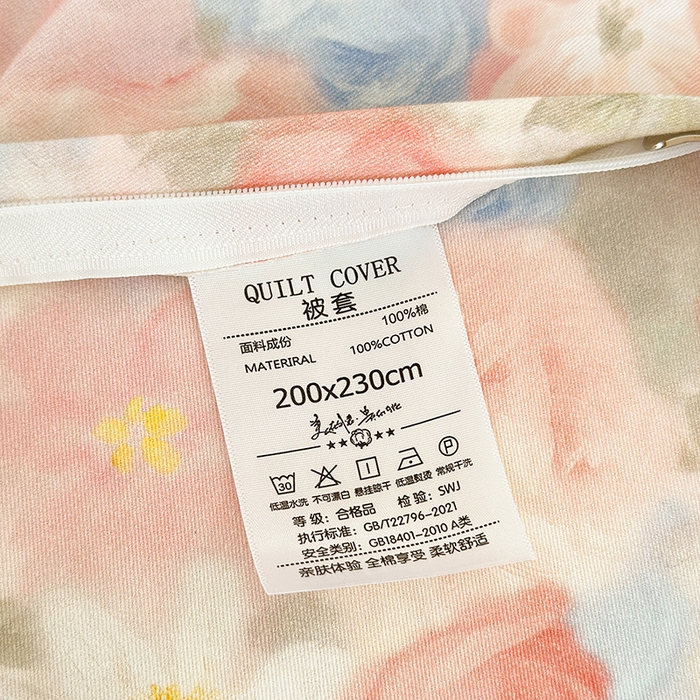 QUILT COVER
被套
面料成份 100%棉
MATERIRAL 100%COTTON
200x230cm
30 P
低温水洗 不可漂白 悬挂晾干 低温熨烫 常规干洗
等 级：合格品 检 验：SWJ
执行标准：GB/T22796-2021
安全类别：GB18401-2010 A类
亲肤体验 全棉享受 柔软舒适